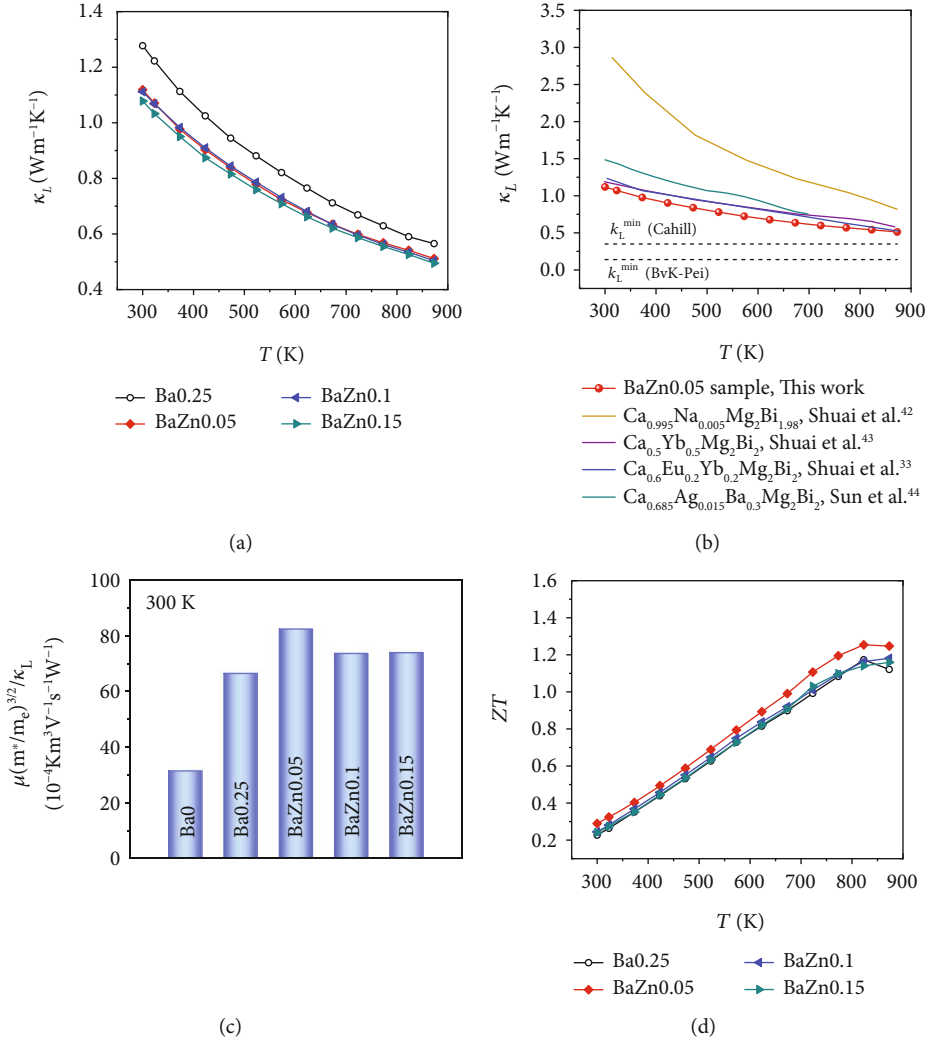 1.4
1.2
1.0
0.8
0.6
0.4
κL (Wm−1K−1)
300 400 500 600 700 800 900
T (K)
Ba0.25 BaZn0.1
BaZn0.05 BaZn0.15
(a)
3.5
3.0
2.5
2.0
1.5
1.0
0.5
0.0
κL (Wm−1K−1)
kLmin (Cahill)
kLmin (BvK-Pei)
300 400 500 600 700 800 900
T (K)
BaZn0.05 sample, This work
Ca0.995Na0.005Mg2Bi1.98, Shuai et al.42
Ca0.5Yb0.5Mg2Bi2, Shuai et al.43
Ca0.6Eu0.2Yb0.2Mg2Bi2, Shuai et al.33
Ca0.685Ag0.015Ba0.3Mg2Bi2, Sun et al.44
(b)
100
80
60
40
20
0
μ(m*/me)3/2/κL
(10−4Km3V−1s−1W−1)
300 K
Ba0
Ba0.25
BaZn0.05
BaZn0.1
BaZn0.15
(c)
1.6
1.4
1.2
1.0
0.8
0.6
0.4
0.2
ZT
300 400 500 600 700 800 900
T (K)
Ba0.25 BaZn0.1
BaZn0.05 BaZn0.15
(d)